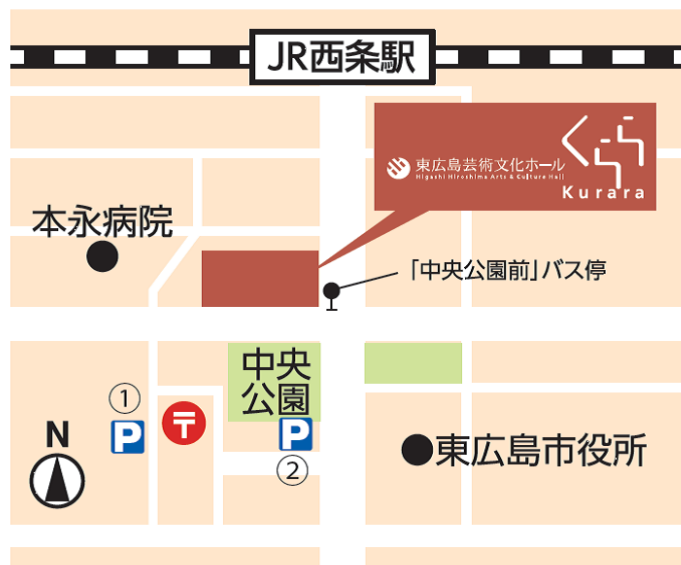 JR西条駅
くらら
東広島芸術文化ホール
Higashi Hiroshima Arts & Culture Hall
Kurara
本永病院
「中央公園前」バス停
中央
公園
①
P
〒
P
②
N
東広島市役所